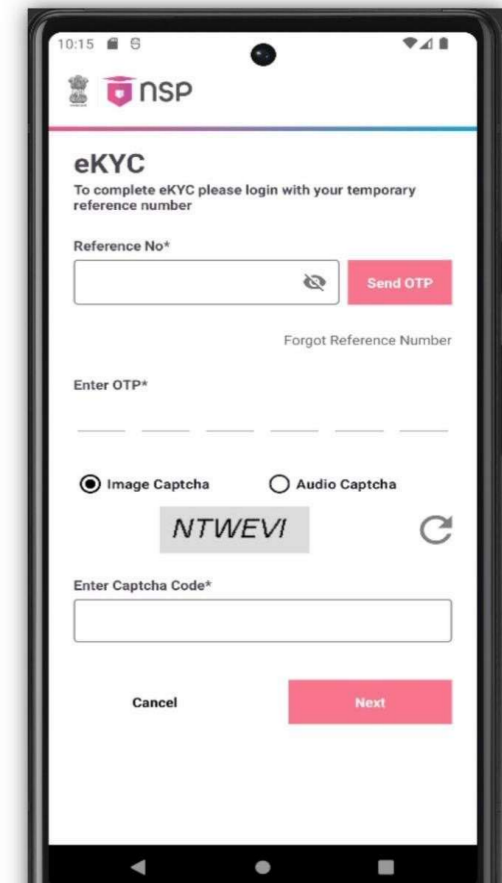 10:15
nsp
eKYC
To complete eKYC please login with your temporary
reference number
Reference No*
Send OTP
Forgot Reference Number
Enter OTP*
Image Captcha
Audio Captcha
NTWEVI
Enter Captcha Code*
Cancel
Next